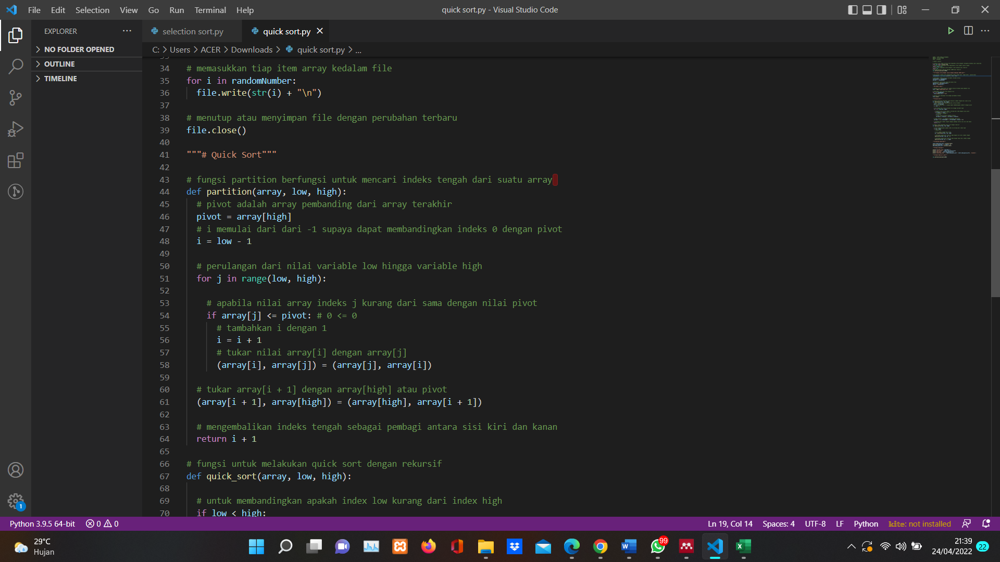 File Edit Selection View Go Run Terminal Help
quick sort.py - Visual Studio Code
EXPLORER ···
NO FOLDER OPENED
OUTLINE
TIMELINE
selection sort.py
quick sort.py
C: > Users > ACER > Downloads > quick sort.py > ...
34 # memasukkan tiap item array kedalam file
35 for i in randomNumber:
36 file.write(str(i) + "\n")
37
38 # menutup atau menyimpan file dengan perubahan terbaru
39 file.close()
40
41 """# Quick Sort"""
42
43 # fungsi partition berfungsi untuk mencari indeks tengah dari suatu array
44 def partition(array, low, high):
45 # pivot adalah array pembanding dari array terakhir
46 pivot = array[high]
47 # i memulai dari dari -1 supaya dapat membandingkan indeks 0 dengan pivot
48 i = low - 1
49
50 # perulangan dari nilai variable low hingga variable high
51 for j in range(low, high):
52
53 # apabila nilai array indeks j kurang dari sama dengan nilai pivot
54 if array[j] <= pivot: # 0 <= 0
55 # tambahkan i dengan 1
56 i = i + 1
57 # tukar nilai array[i] dengan array[j]
58 (array[i], array[j]) = (array[j], array[i])
59
60 # tukar array[i + 1] dengan array[high] atau pivot
61 (array[i + 1], array[high]) = (array[high], array[i + 1])
62
63 # mengembalikan indeks tengah sebagai pembagi antara sisi kiri dan kanan
64 return i + 1
65
66 # fungsi untuk melakukan quick sort dengan rekursif
67 def quick_sort(array, low, high):
68
69 # untuk membandingkan apakah index low kurang dari index high
70 if low < high:
1
Python 3.9.5 64-bit 0 0
Ln 19, Col 14 Spaces: 4 UTF-8 LF Python kite: not installed
29°C
Hujan
99
21:39
24/04/2022
22